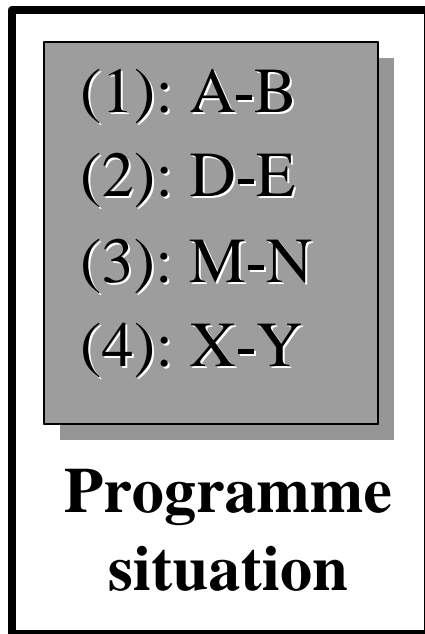 (1): A-B
(2): D-E
(3): M-N
(4): X-Y
Programme
situation